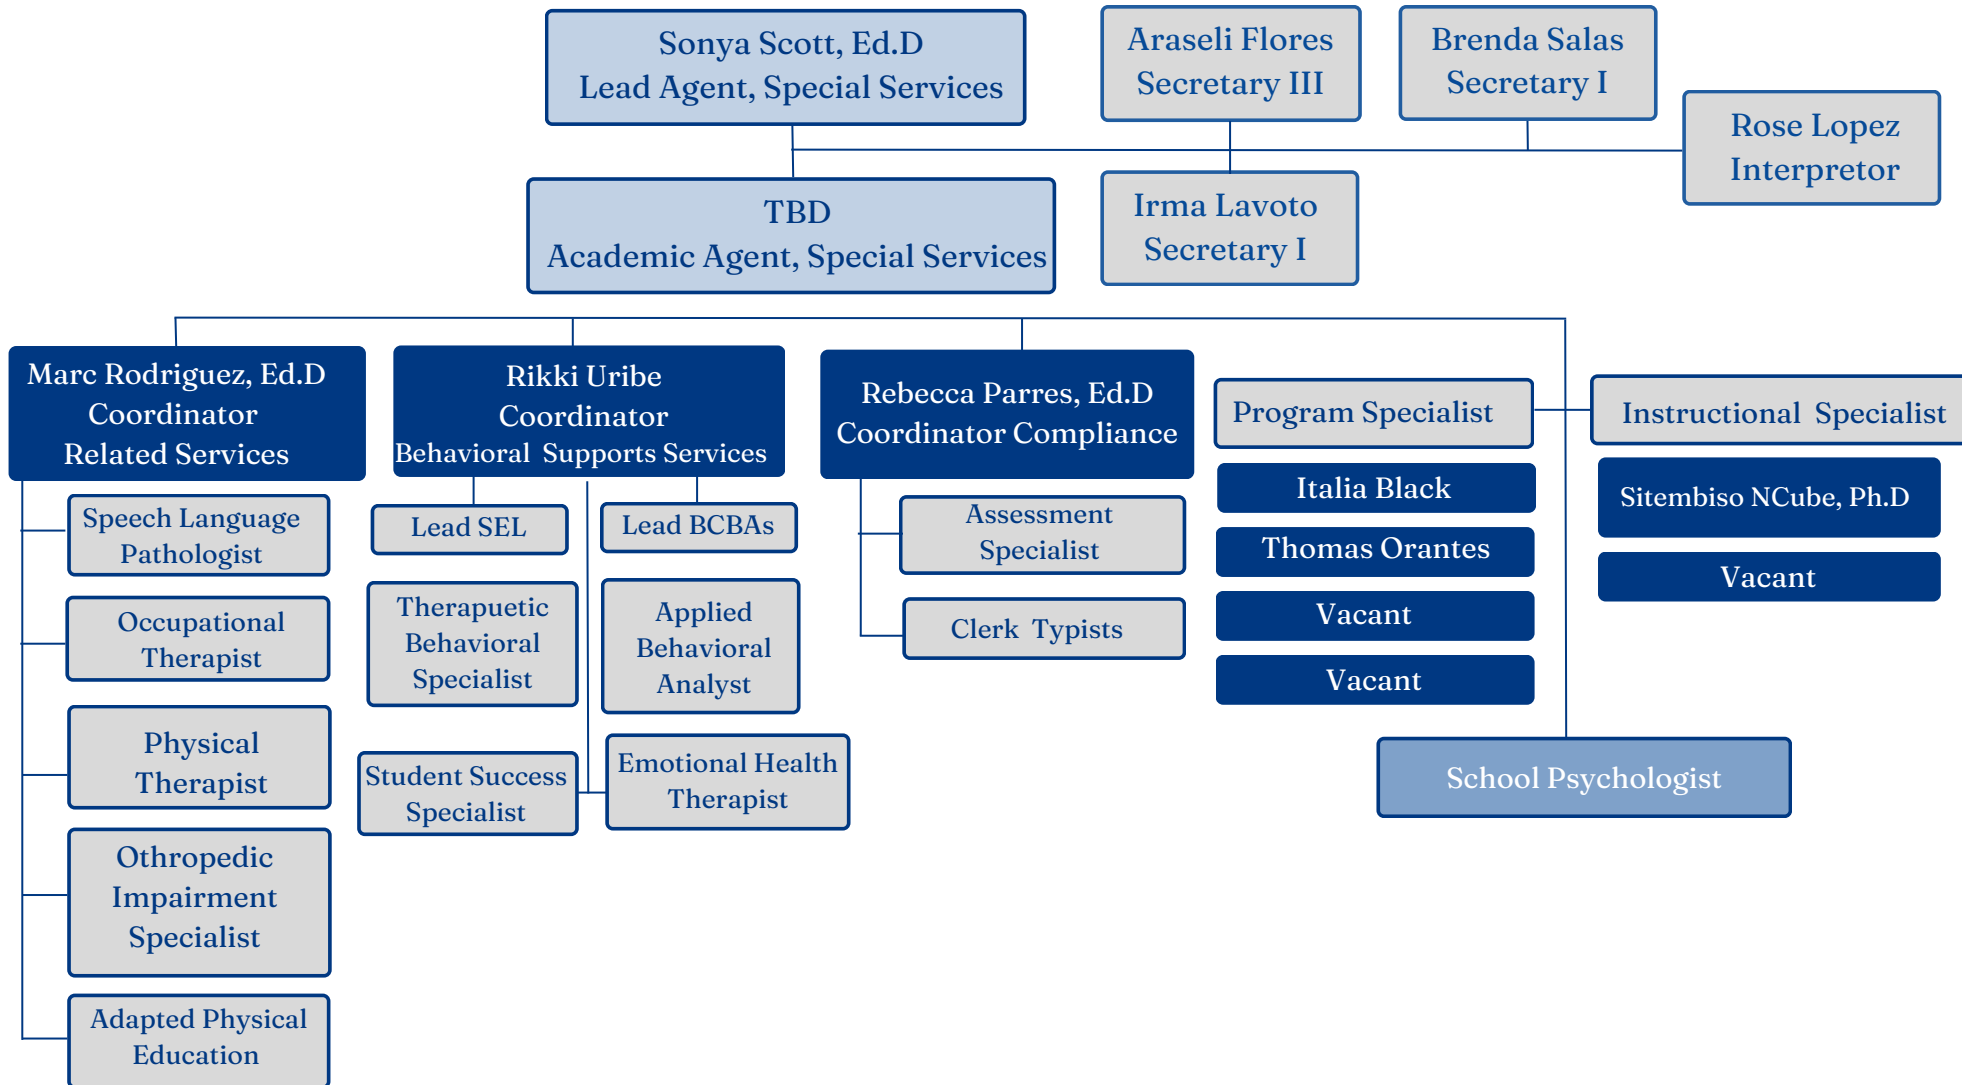 Sonya Scott, Ed.D
Lead Agent, Special Services
Araseli Flores
Secretary III
Brenda Salas
Secretary I
Rose Lopez
Interpretor
TBD
Academic Agent, Special Services
Irma Lavoto
Secretary I
Marc Rodriguez, Ed.D
Coordinator
Related Services
Speech Language
Pathologist
Occupational
Therapist
Physical
Therapist
Othropedic
Impairment
Specialist
Adapted Physical
Education
Rikki Uribe
Coordinator
Behavioral Supports Services
Lead SEL
Lead BCBAs
Therapuetic
Behavioral
Specialist
Applied
Behavioral
Analyst
Student Success
Specialist
Emotional Health
Therapist
Rebecca Parres, Ed.D
Coordinator Compliance
Assessment
Specialist
Clerk Typists
Program Specialist
Italia Black
Thomas Orantes
Vacant
Vacant
Instructional Specialist
Sitembiso NCube, Ph.D
Vacant
School Psychologist